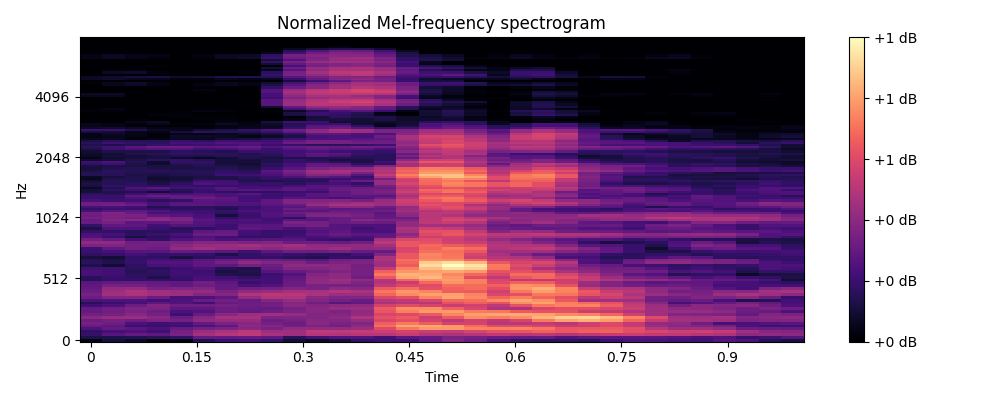 Normalized Mel-frequency spectrogram
+1 dB
+1 dB
+1 dB
+0 dB
+0 dB
+0 dB
4096
2048
1024
512
0
Hz
0 0.15 0.3 0.45 0.6 0.75 0.9
Time